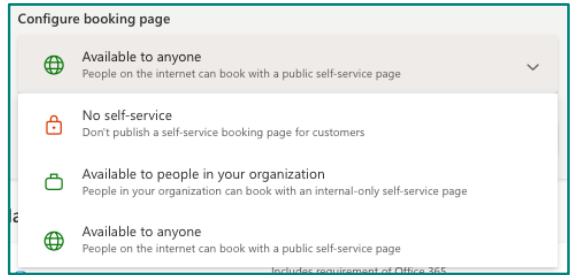 Configure booking page
Available to anyone
People on the internet can book with a public self-service page
No self-service
Don't publish a self-service booking page for customers
Available to people in your organization
People in your organization can book with an internal-only self-service page
Available to anyone
People on the internet can book with a public self-service page
Includes requirement of Office 365